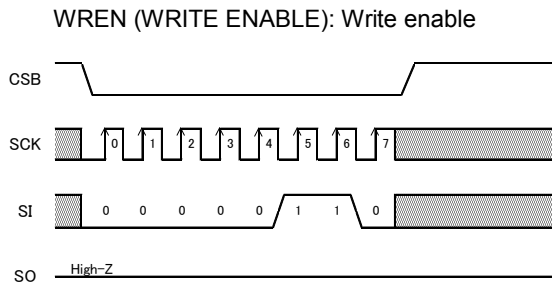 WREN (WRITE ENABLE): Write enable
CSB
SCK 0 1 2 3 4 5 6 7
SI 0 0 0 0 0 1 1 0
High-Z
SO